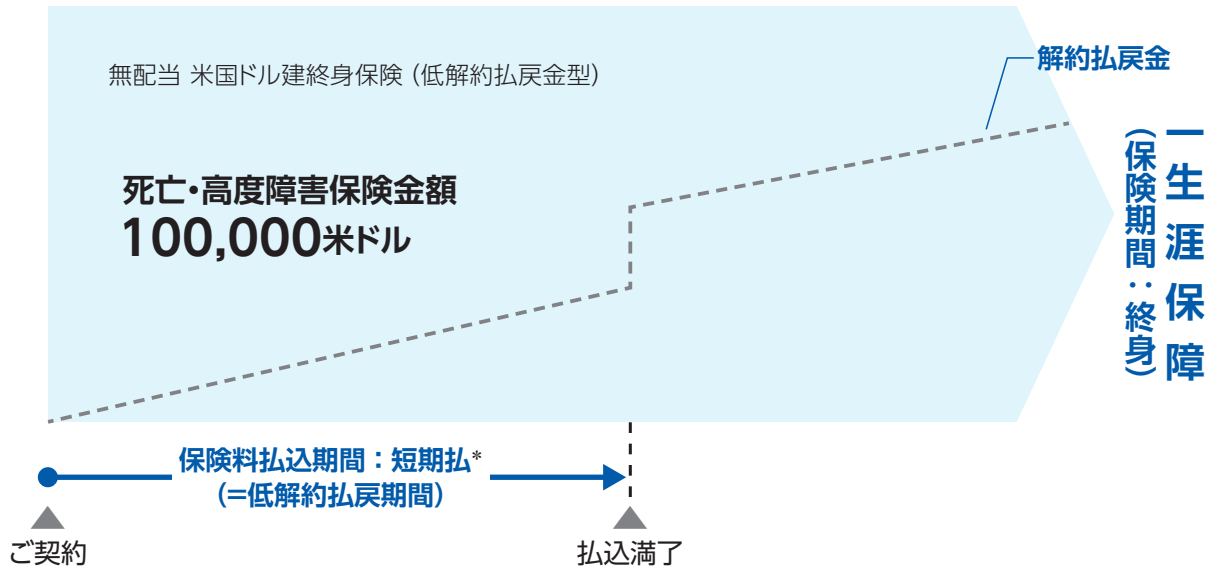 無配当 米国ドル建終身保険（低解約払戻金型）
解約払戻金
死亡・高度障害保険金額
100,000米ドル
一生涯保障
（保険期間：終身）
保険料払込期間：短期払*
（=低解約払戻期間）
ご契約
払込満了